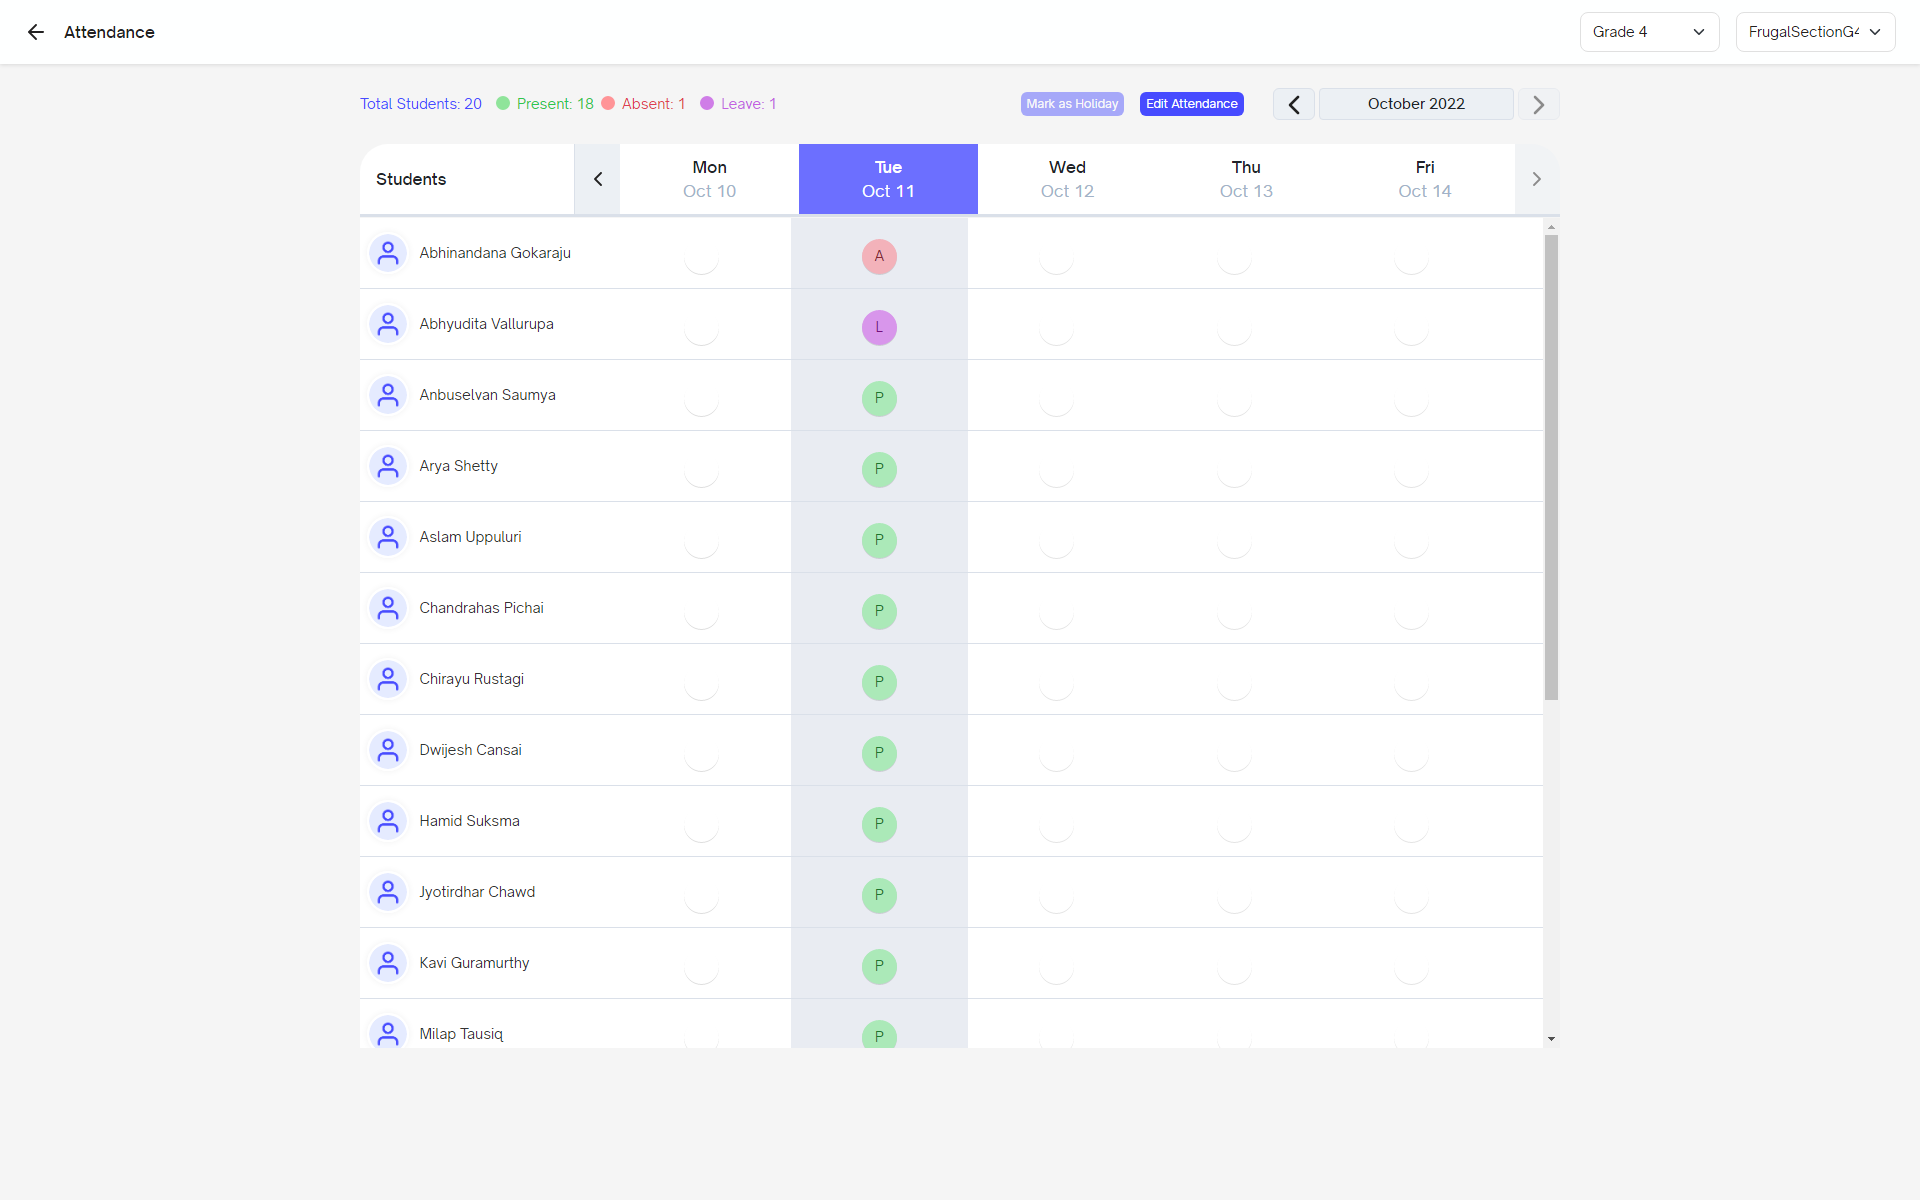 Attendance
Grade 4
FrugalSectionG4
Total Students: 20
Present: 18
Absent: 1
Leave: 1
Mark as Holiday
Edit Attendance
October 2022
Students
Mon
Oct 10
Tue
Oct 11
Wed
Oct 12
Thu
Oct 13
Fri
Oct 14
Abhinandana Gokaraju
A
Abhyudita Vallurupa
L
Anbuselvan Saumya
P
Arya Shetty
P
Aslam Uppuluri
P
Chandrahas Pichai
P
Chirayu Rustagi
P
Dwijesh Cansai
P
Hamid Suksma
P
Jyotirdhar Chawd
P
Kavi Guramurthy
P
Milap Tausiq
P